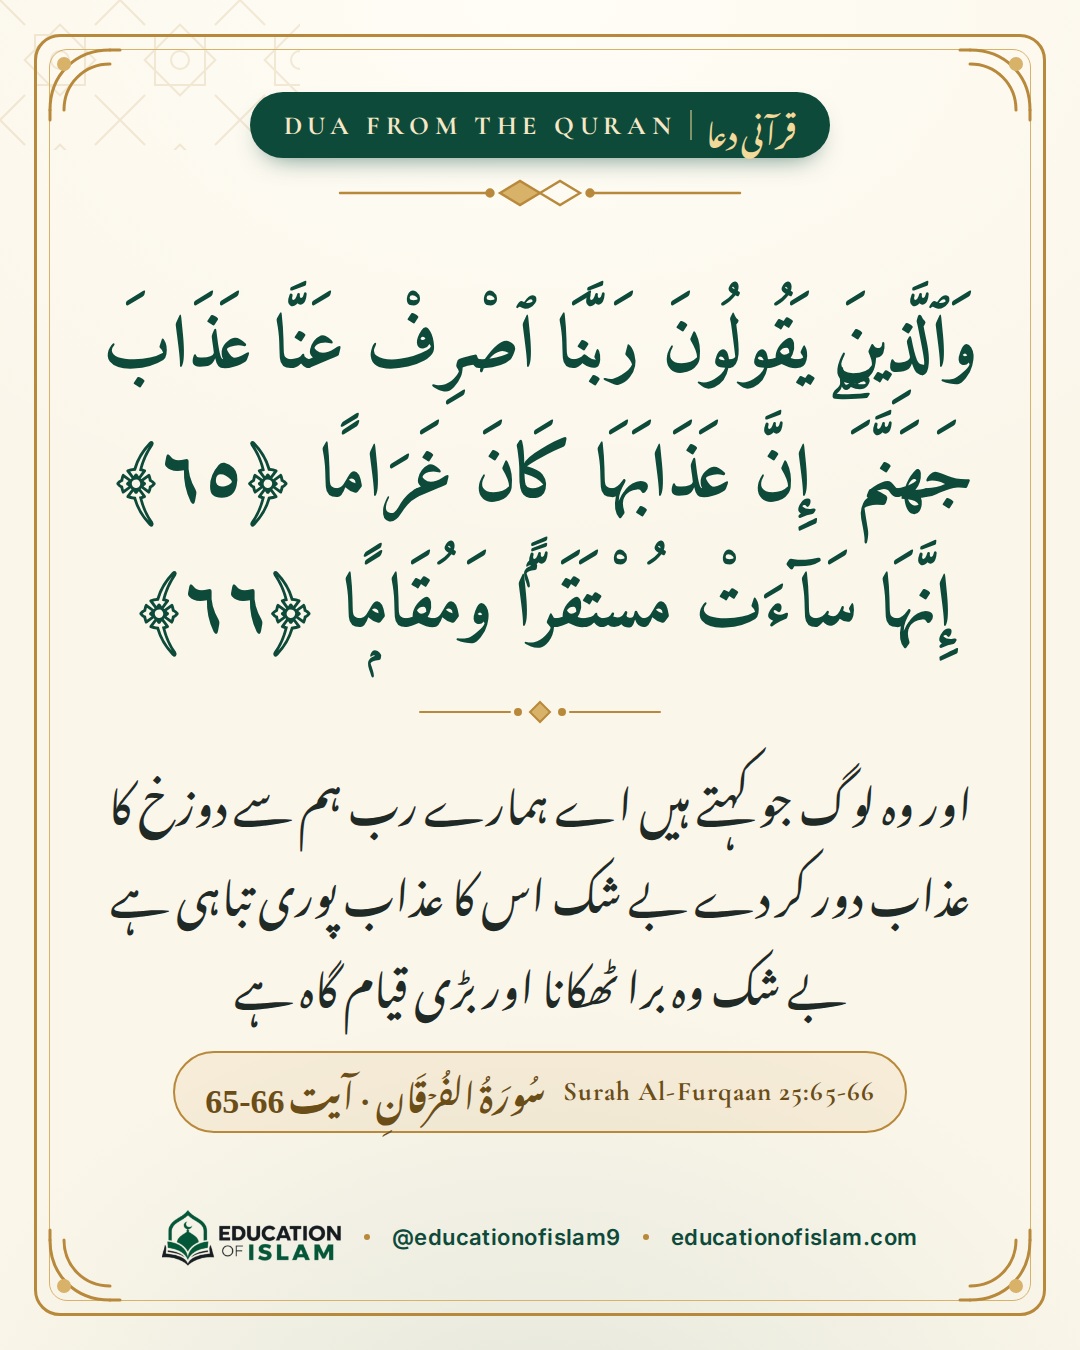 DUA FROM THE QURAN | قرآنی دعا
وَٱلَّذِينَ يَقُولُونَ رَبَّنَا ٱصْرِفْ عَنَّا عَذَابَ
جَهَنَّمَ ۖ إِنَّ عَذَابَهَا كَانَ غَرَامًا ﴿٦٥﴾
إِنَّهَا سَآءَتْ مُسْتَقَرًّۭا وَمُقَامًۭا ﴿٦٦﴾
اور وہ لوگ جو کہتے ہیں اے ہمارے رب ہم سے دوزخ کا
عذاب دور کر دے بے شک اس کا عذاب پوری تباہی ہے
بے شک وہ برا ٹھکانا اور بڑی قیام گاہ ہے
سُورَةُ الفُرۡقَانِ · آیت 65-66 Surah Al-Furqaan 25:65-66
EDUCATION OF ISLAM • @educationofislam9 • educationofislam.com